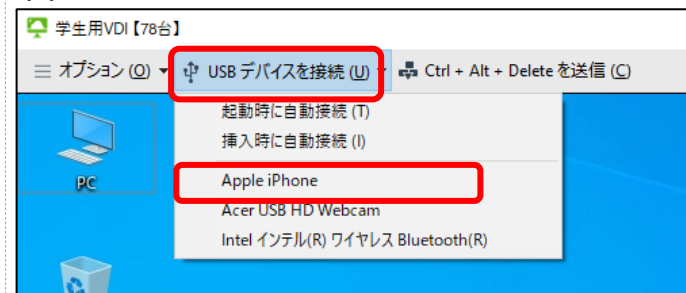 学生用VDI【78台】
オプション (O) USB デバイスを接続 (U) Ctrl + Alt + Delete を送信 (C)
起動時に自動接続 (T)
挿入時に自動接続 (I)
PC
Apple iPhone
Acer USB HD Webcam
Intel インテル(R) ワイヤレス Bluetooth(R)